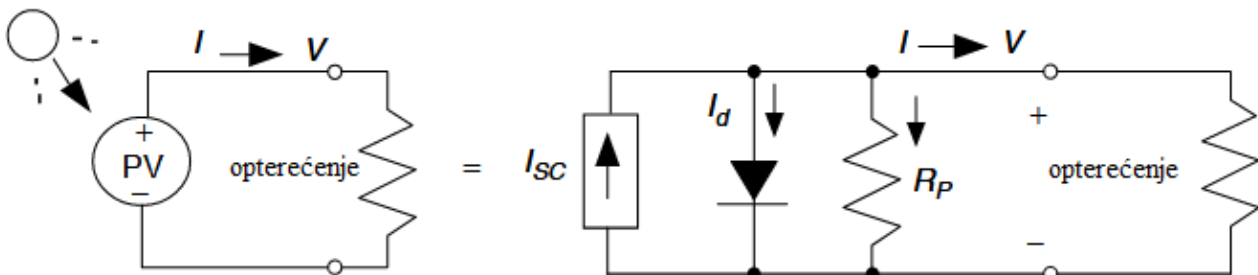 I V
+
PV
−
opterećenje
=
I_SC
I_d
R_P
I V
+
opterećenje
−